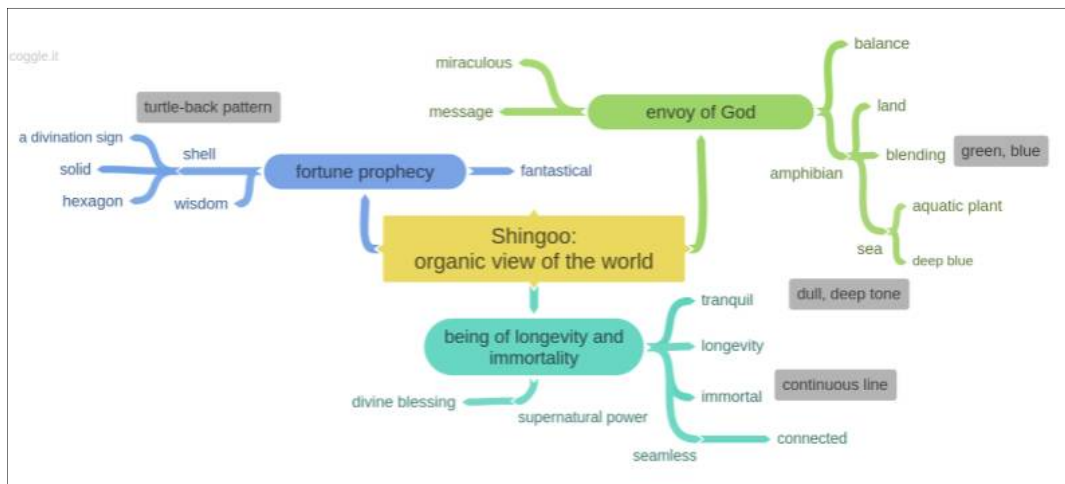 coggle.it
turtle-back pattern
a divination sign
solid
hexagon
shell
wisdom
fortune prophecy
fantastical
miraculous
message
envoy of God
balance
land
blending
green, blue
amphibian
aquatic plant
sea
deep blue
Shingoo:
organic view of the world
being of longevity and
immortality
divine blessing
supernatural power
tranquil
dull, deep tone
longevity
immortal
continuous line
seamless
connected